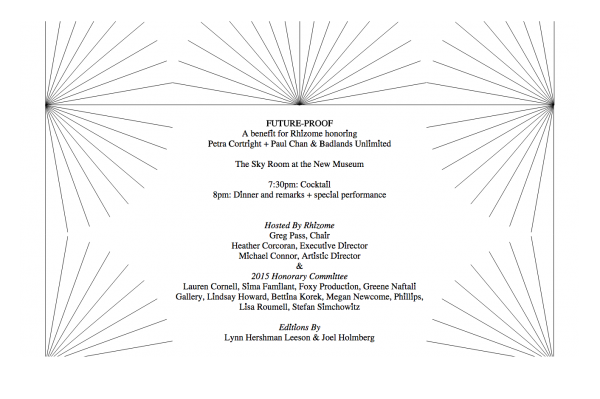 FUTURE-PROOF
A benefit for Rhizome honoring
Petra Cortright + Paul Chan & Badlands Unlimited
The Sky Room at the New Museum
7:30pm: Cocktail
8pm: Dinner and remarks + special performance
Hosted By Rhizome
Greg Pass, Chair
Heather Corcoran, Executive Director
Michael Connor, Artistic Director
&
2015 Honorary Committee
Lauren Cornell, Sima Familant, Foxy Production, Greene Naftali
Gallery, Lindsay Howard, Bettina Korek, Megan Newcome, Phillips,
Lisa Roumell, Stefan Simchowitz
Editions By
Lynn Hershman Leeson & Joel Holmberg